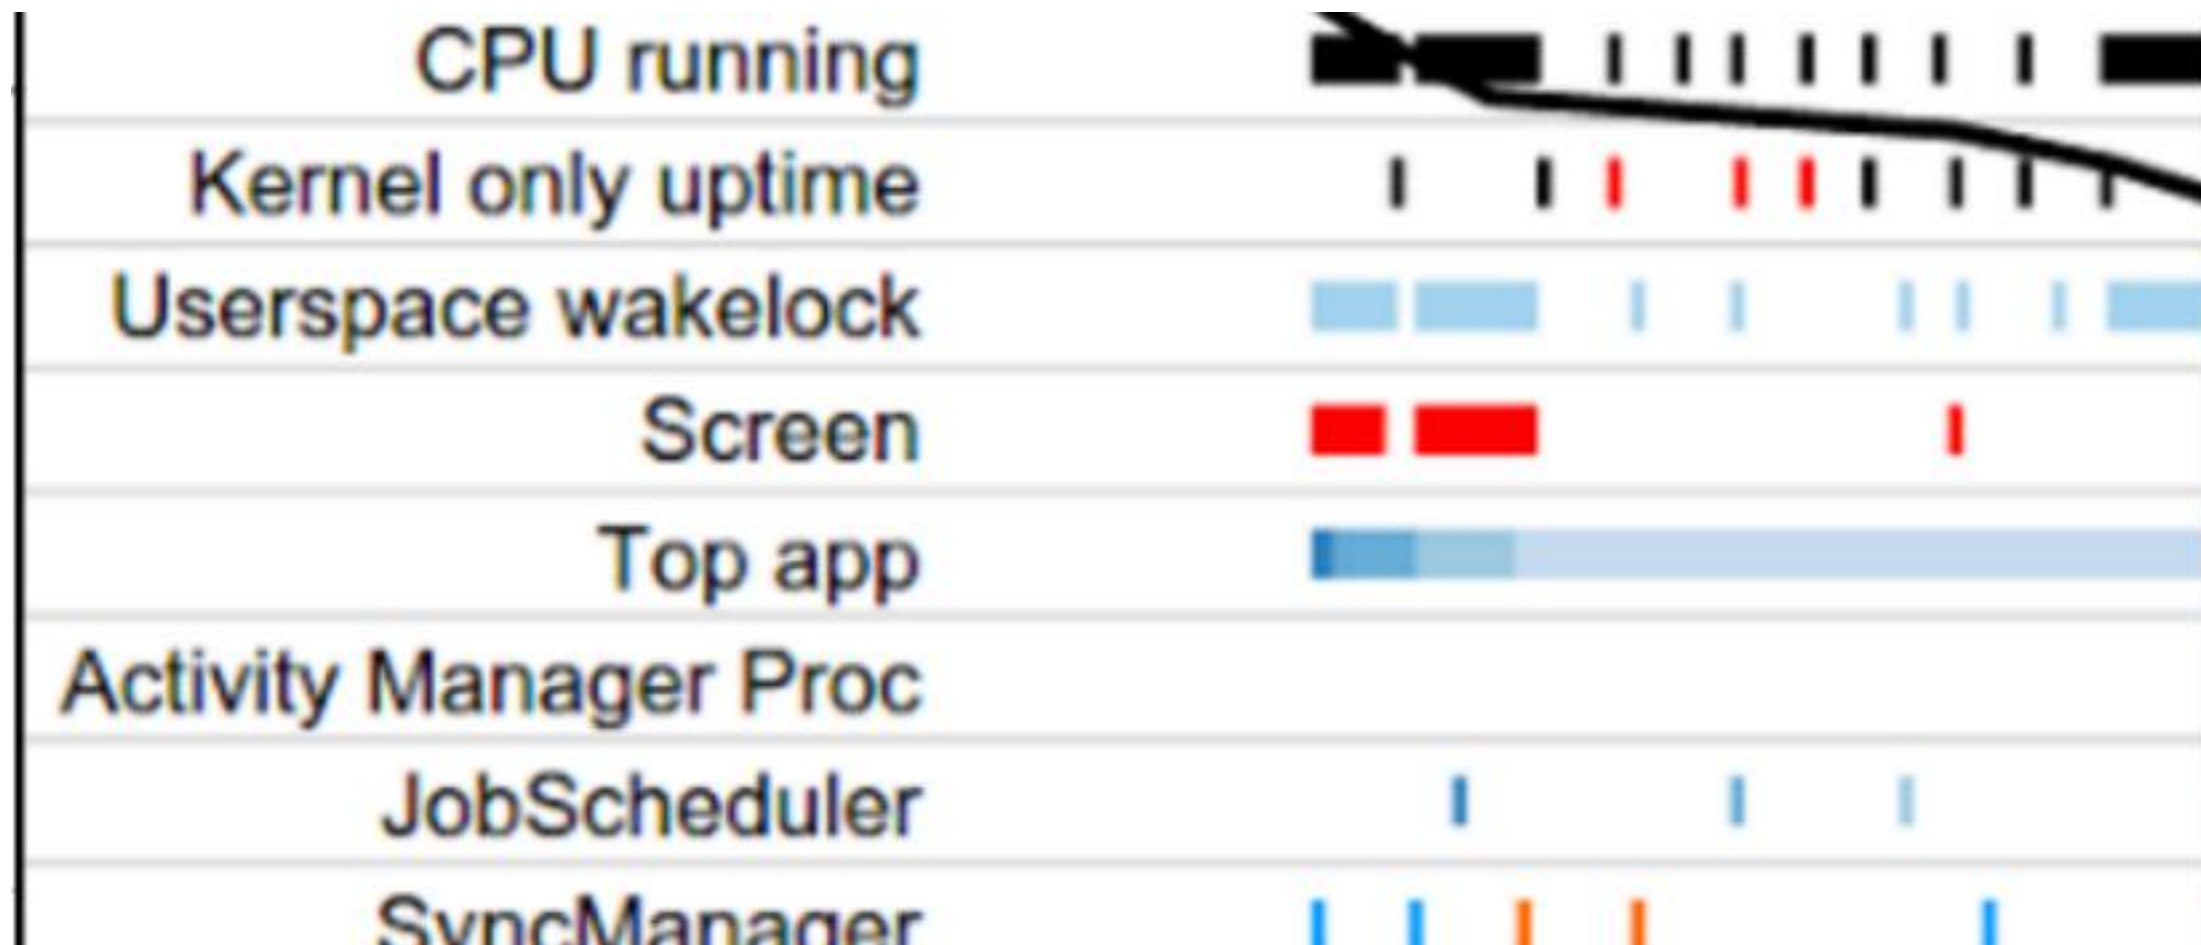 CPU running
Kernel only uptime
Userspace wakelock
Screen
Top app
Activity Manager Proc
JobScheduler
SyncManager